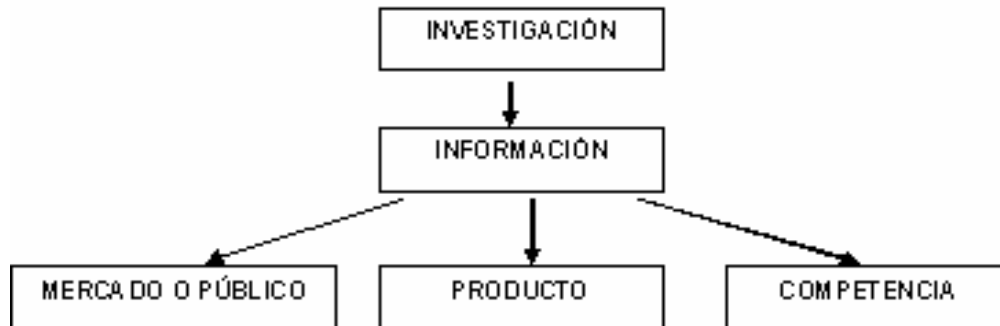 INVESTIGACIÓN
INFORMACIÓN
MERCADO O PÚBLICO
PRODUCTO
COMPETENCIA